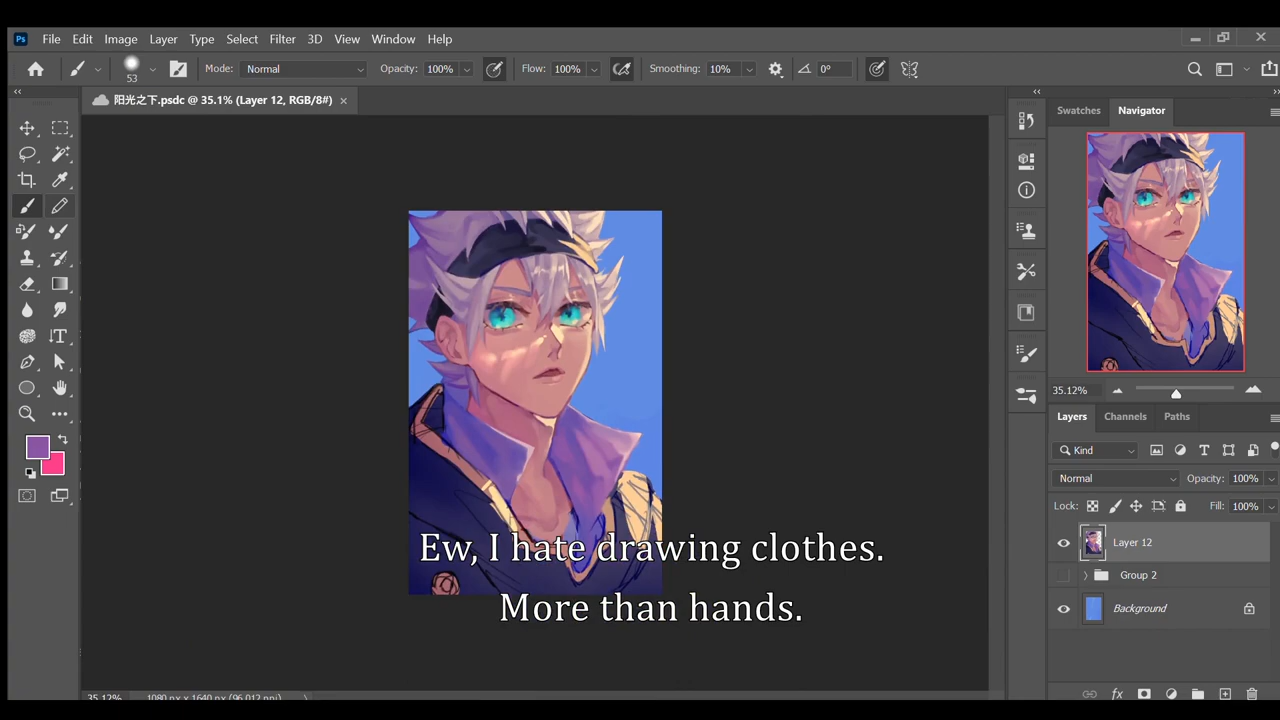 Ps File Edit Image Layer Type Select Filter 3D View Window Help
53 Mode: Normal Opacity: 100% Flow: 100% Smoothing: 10% 0°
阳光之下.psdc @ 35.1% (Layer 12, RGB/8#) ×
Swatches Navigator
35.12%
Layers Channels Paths
Kind
Normal Opacity: 100%
Lock: Fill: 100%
Layer 12
Group 2
Background
Ew, I hate drawing clothes.
More than hands.
35.12% 1080 px x 1640 px (96.012 ppi)
fx